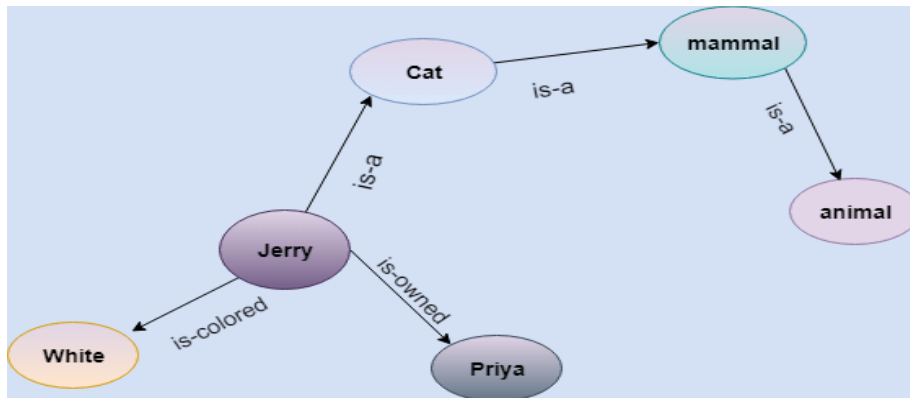 mammal
Cat
is-a
is-a
is-a
animal
Jerry
is-owned
is-colored
White
Priya